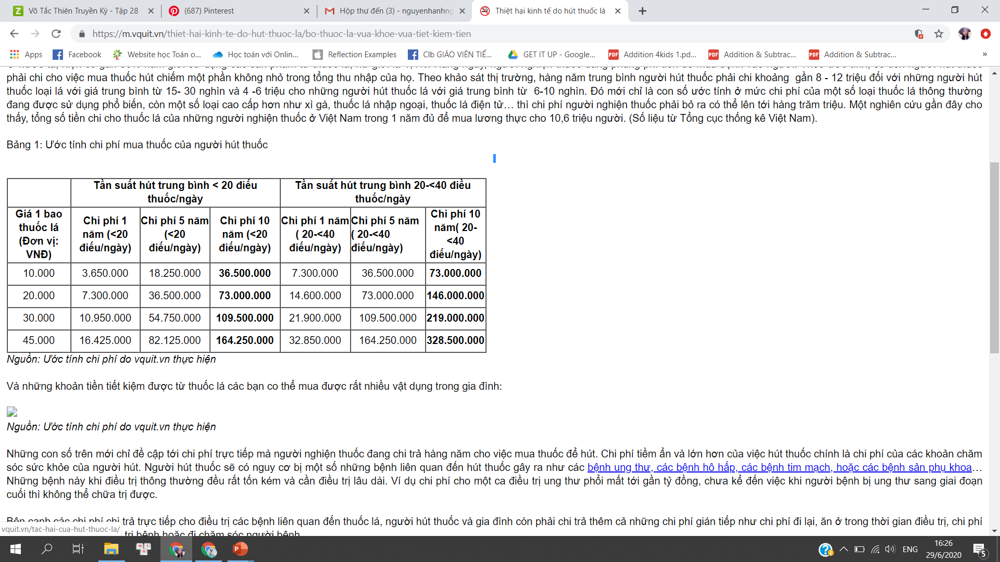 Võ Tắc Thiên Truyền Kỳ - Tập 28
(687) Pinterest
Hộp thư đến (3) - nguyenhanhng
Thiệt hại kinh tế do hút thuốc lá
https://m.vquit.vn/thiet-hai-kinh-te-do-hut-thuoc-la/bo-thuoc-la-vua-khoe-vua-tiet-kiem-tien
Apps
Facebook
Website học Toán o...
Học toán với Onlin...
Reflection Examples
Clb GIÁO VIÊN TIẾ...
GET IT UP - Google...
PDF Addition 4kids 1.pd...
PDF Addition & Subtrac...
PDF Addition & Subtrac...
»
phải chi cho việc mua thuốc hút chiếm một phần không nhỏ trong tổng thu nhập của họ. Theo khảo sát thị trường, hàng năm trung bình người hút thuốc phải chi khoảng gần 8 - 12 triệu đối với những người hút
thuốc loại lá với giá trung bình từ 15- 30 nghìn và 4 -6 triệu cho những người hút thuốc lá với giá trung bình từ 6-10 nghìn. Đó mới chỉ là con số ước tính ở mức chi phí của một số loại thuốc lá thông thường
đang được sử dụng phổ biến, còn một số loại cao cấp hơn như xì gà, thuốc lá nhập ngoại, thuốc lá điện tử… thì chi phí người nghiện thuốc phải bỏ ra có thể lên tới hàng trăm triệu. Một nghiên cứu gần đây cho
thấy, tổng số tiền chi cho thuốc lá của những người nghiện thuốc ở Việt Nam trong 1 năm đủ để mua lương thực cho 10,6 triệu người. (Số liệu từ Tổng cục thống kê Việt Nam).
Bảng 1: Ước tính chi phí mua thuốc của người hút thuốc
Tần suất hút trung bình < 20 điếu
thuốc/ngày
Tần suất hút trung bình 20-<40 điều
thuốc/ngày
Giá 1 bao
thuốc lá
(Đơn vị:
VNĐ)
Chi phí 1
năm (<20
điếu/ngày)
Chi phí 5 năm
(<20
điếu/ngày)
Chi phí 10
năm (<20
điếu/ngày)
Chi phí 1 năm
( 20-<40
điếu/ngày)
Chi phí 5 năm
( 20-<40
điếu/ngày)
Chi phí 10
năm( 20-
<40
điếu/ngày)
10.000 3.650.000 18.250.000 36.500.000 7.300.000 36.500.000 73.000.000
20.000 7.300.000 36.500.000 73.000.000 14.600.000 73.000.000 146.000.000
30.000 10.950.000 54.750.000 109.500.000 21.900.000 109.500.000 219.000.000
45.000 16.425.000 82.125.000 164.250.000 32.850.000 164.250.000 328.500.000
Nguồn: Ước tính chi phí do vquit.vn thực hiện
Và những khoản tiền tiết kiệm được từ thuốc lá các bạn co thể mua được rất nhiều vật dụng trong gia đình:
Nguồn: Ước tính chi phí do vquit.vn thực hiện
Những con số trên mới chỉ đề cập tới chi phí trực tiếp mà người nghiện thuốc đang chi trả hàng năm cho việc mua thuốc để hút. Chi phí tiềm ẩn và lớn hơn của việc hút thuốc chính là chi phí của các khoản chăm
sóc sức khỏe của người hút. Người hút thuốc sẽ có nguy cơ bị một số những bệnh liên quan đến hút thuốc gây ra như các bệnh ung thư, các bệnh hô hấp, các bệnh tim mạch, hoặc các bệnh sản phụ khoa…
Những bệnh này khi điều trị thông thường đều rất tốn kém và cần điều trị lâu dài. Ví dụ chi phí cho một ca điều trị ung thư phổi mất tới gần tỷ đồng, chưa kể đến việc khi người bệnh bị ung thư sang giai đoạn
cuối thì không thể chữa trị được.
Bên cạnh các chi phí chi trả trực tiếp cho điều trị các bệnh liên quan đến thuốc lá, người hút thuốc và gia đình còn phải chi trả thêm cả những chi phí gián tiếp như chi phí đi lại, ăn ở trong thời gian điều trị, chi phí
vquit.vn/tac-hai-cua-hut-thuoc-la/
trị bệnh hoặc đi chăm sóc người bệnh
ENG
16:26
29/6/2020
5